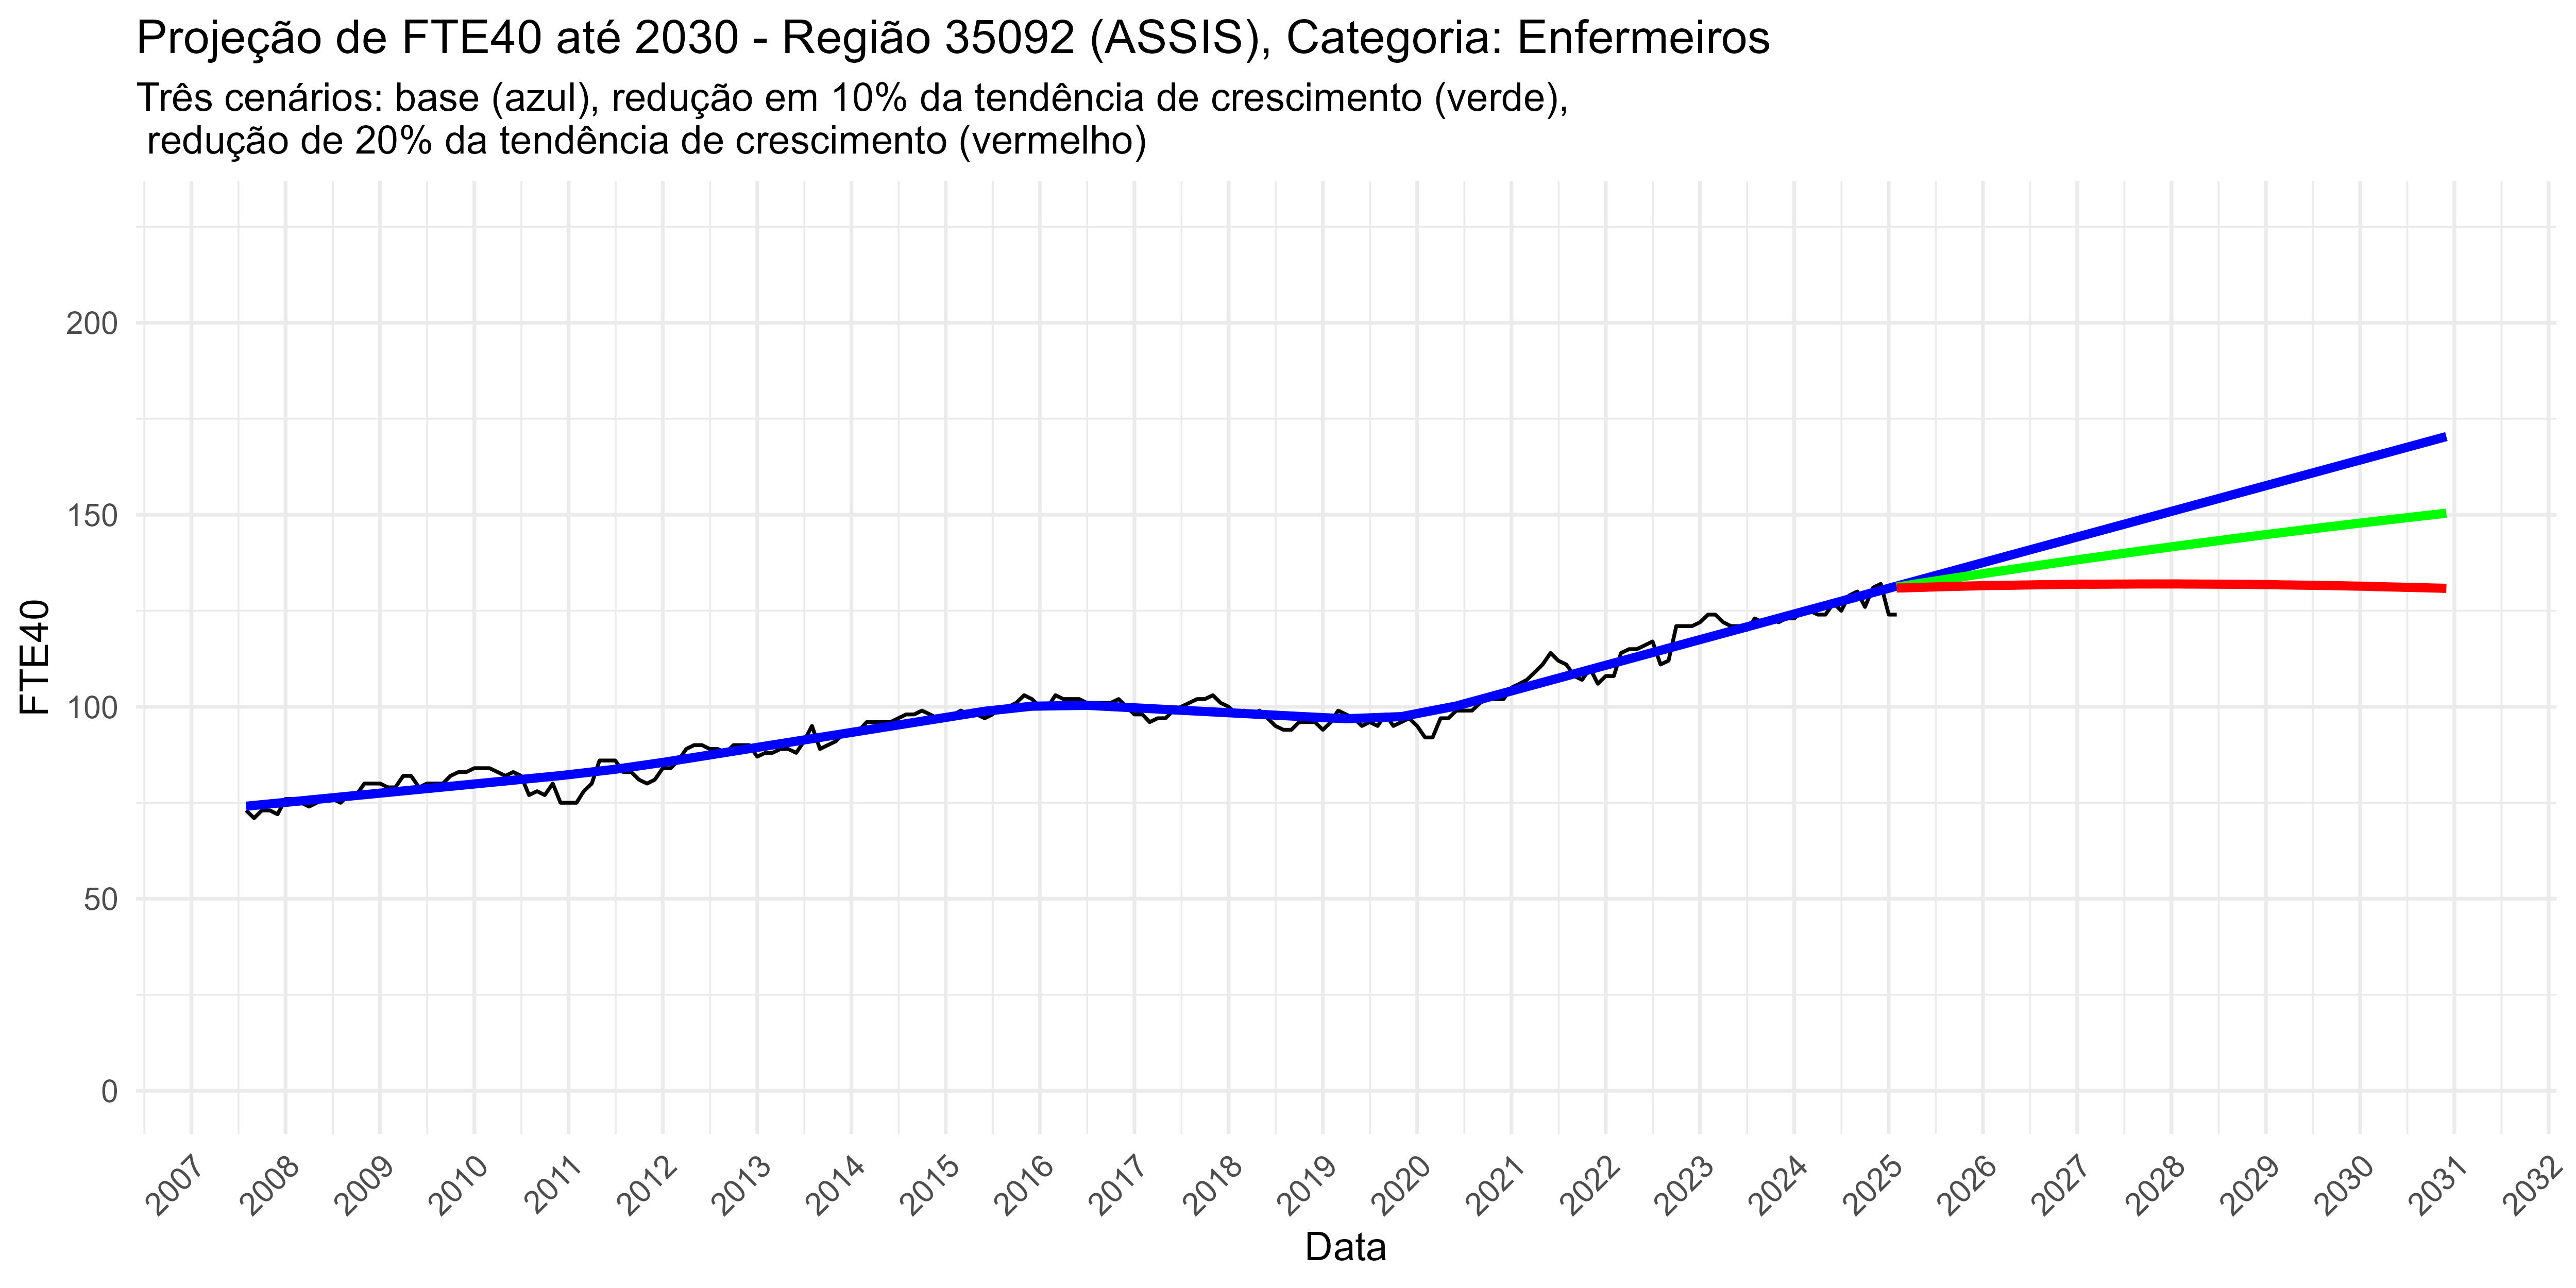 Projeção de FTE40 até 2030 - Região 35092 (ASSIS), Categoria: Enfermeiros
Três cenários: base (azul), redução em 10% da tendência de crescimento (verde),
redução de 20% da tendência de crescimento (vermelho)
FTE40
200
150
100
50
0
2007 2008 2009 2010 2011 2012 2013 2014 2015 2016 2017 2018 2019 2020 2021 2022 2023 2024 2025 2026 2027 2028 2029 2030 2031 2032
Data